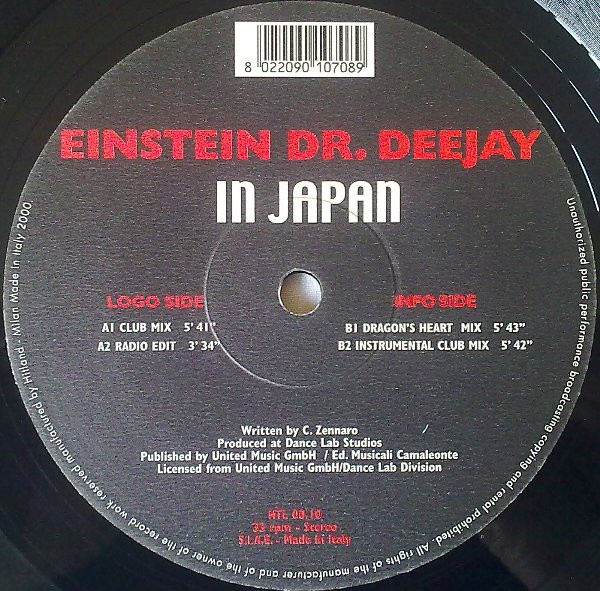 8 022090 107089
EINSTEIN DR. DEEJAY
IN JAPAN
LOGO SIDE
A1 CLUB MIX 5'41"
A2 RADIO EDIT 3'34"
INFO SIDE
B1 DRAGON'S HEART MIX 5'43"
B2 INSTRUMENTAL CLUB MIX 5'42"
Written by C. Zennaro
Produced at Dance Lab Studios
Published by United Music GmbH / Ed. Musicali Camaleonte
Licensed from United Music GmbH/Dance Lab Division
HTL 00.10
33 rpm - Stereo
S.I.A.E. - Made in Italy
Unauthorized public performance broadcasting copying and rental prohibited. All rights of the manufacturer and of the owner of the record work reserved manufactured by Hitland - Milan Made in Italy 2000